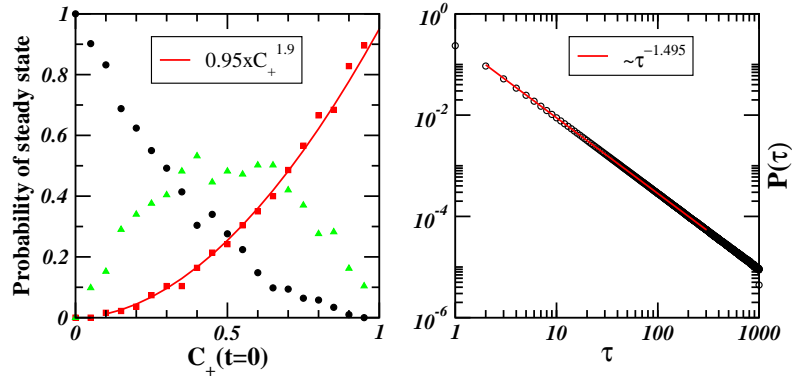 Probability of steady state
1
0.8
0.6
0.4
0.2
0
0
0.5
1
C₊(t=0)
0.95xC₊^1.9
10^0
10^-2
10^-4
10^-6
1
10
100
1000
τ
P(τ)
~τ^−1.495